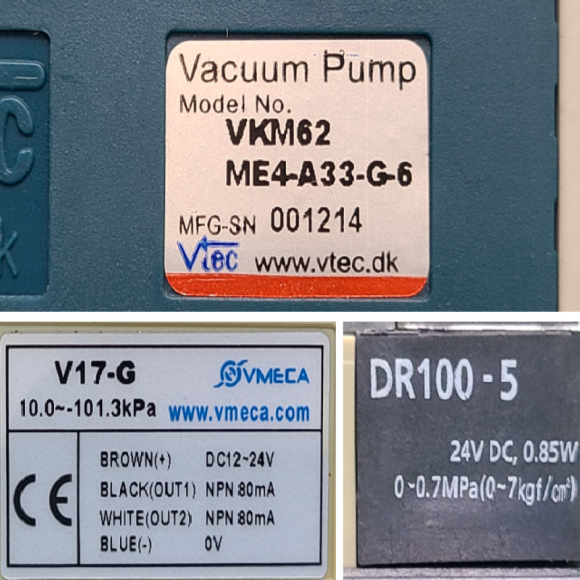 C
k
Vacuum Pump
Model No.
VKM62
ME4-A33-G-6
MFG-SN 001214
Vtec www.vtec.dk
V17-G VMECA
10.0~-101.3kPa www.vmeca.com
CE
BROWN(+) DC12~24V
BLACK(OUT1) NPN 80mA
WHITE(OUT2) NPN 80mA
BLUE(-) 0V
DR100-5
24V DC, 0.85W
0~0.7MPa(0~7kgf/cm²)